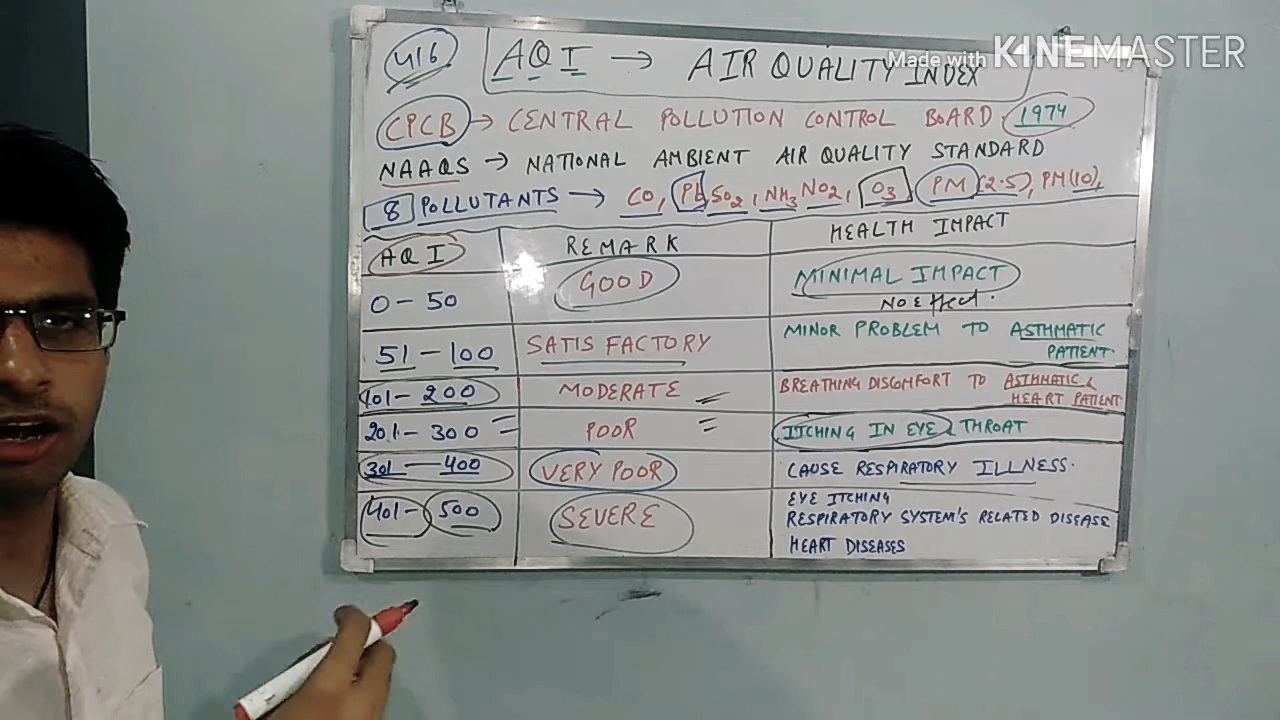 Made with KINEMASTER
416 AQI → AIR QUALITY INDEX
CPCB → CENTRAL POLLUTION CONTROL BOARD. 1974
NAAQS → NATIONAL AMBIENT AIR QUALITY STANDARD
8 POLLUTANTS → CO, Pb SO2, NH3 NO2, O3 PM (2.5), PM (10),
AQI REMARK HEALTH IMPACT
0-50 GOOD MINIMAL IMPACT
NO Effect.
51-100 SATISFACTORY MINOR PROBLEM TO ASTHMATIC
PATIENT.
101-200 MODERATE BREATHING DISCOMFORT TO ASTHMATIC &
HEART PATIENT
201-300 POOR ITCHING IN EYE & THROAT
301-400 VERY POOR CAUSE RESPIRATORY ILLNESS.
401-500 SEVERE EYE ITCHING
RESPIRATORY SYSTEM'S RELATED DISEASE
HEART DISEASES